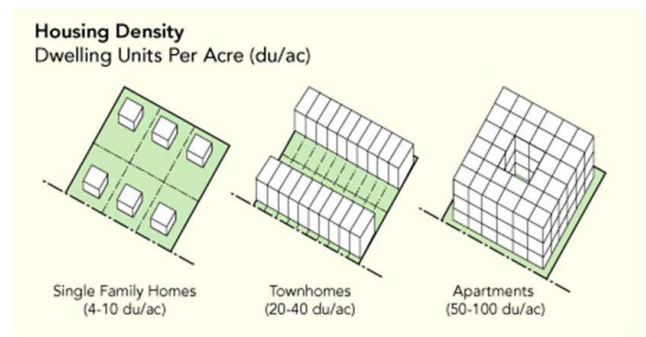 Housing Density
Dwelling Units Per Acre (du/ac)
Single Family Homes
(4-10 du/ac)
Townhomes
(20-40 du/ac)
Apartments
(50-100 du/ac)